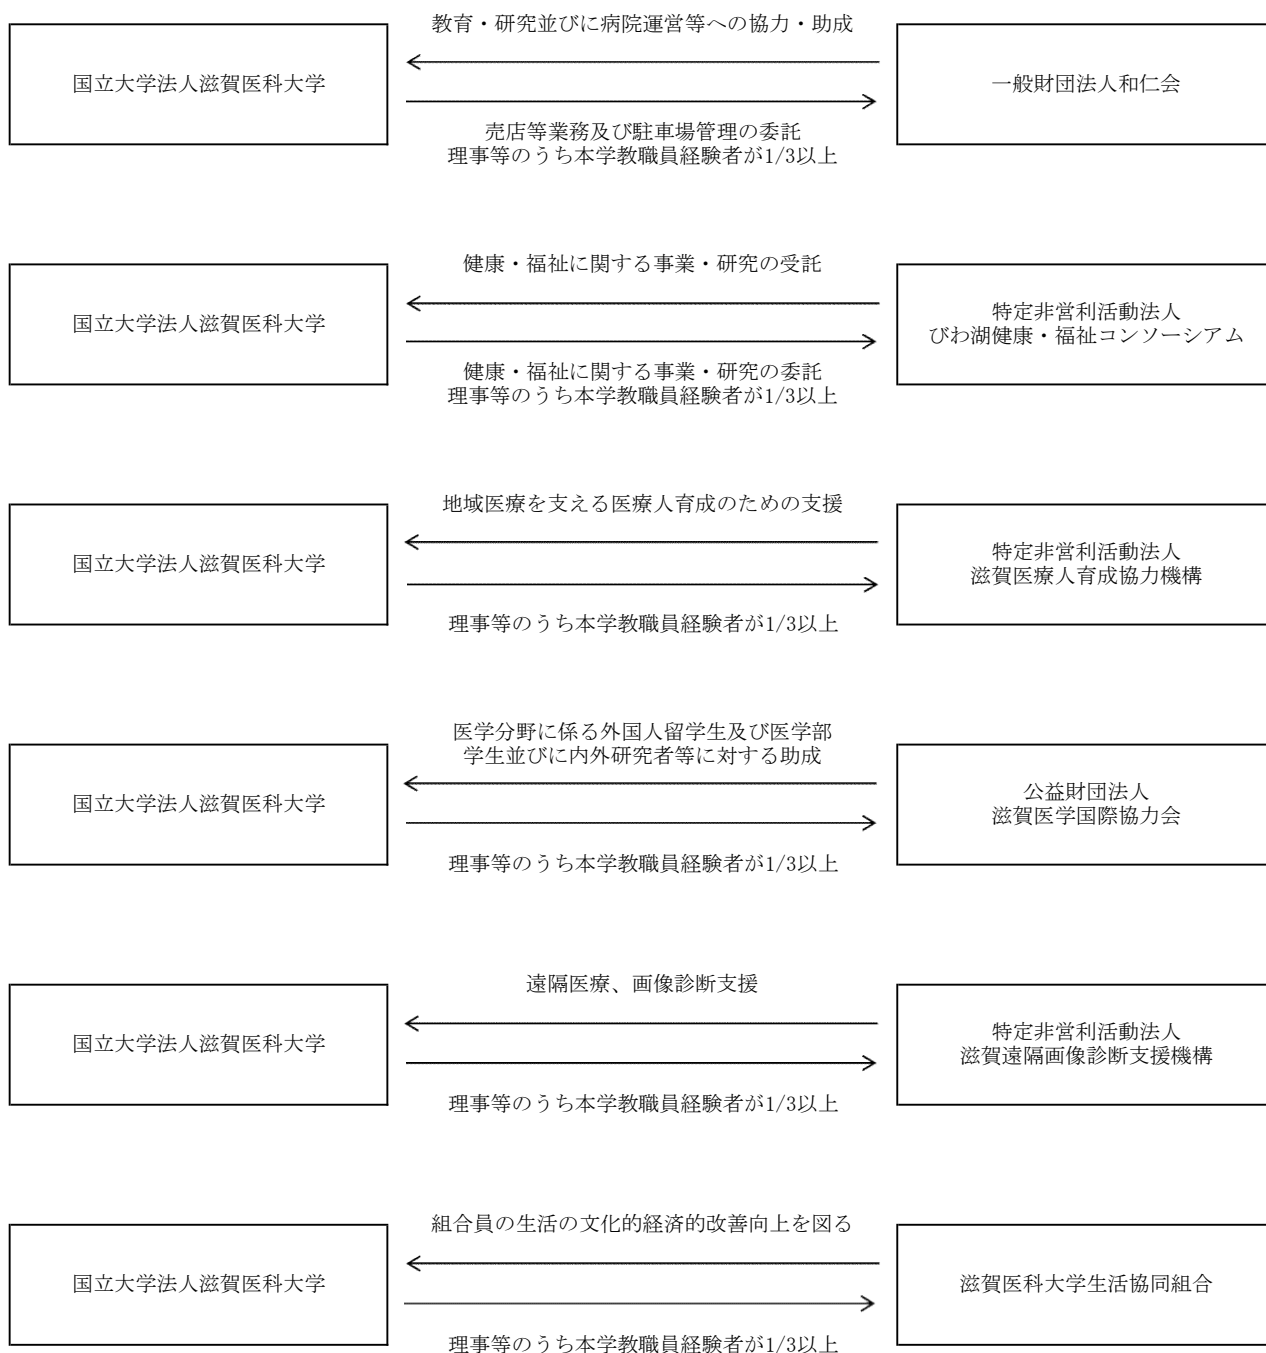 教育・研究並びに病院運営等への協力・助成
国立大学法人滋賀医科大学
一般財団法人和仁会
売店等業務及び駐車場管理の委託
理事等のうち本学教職員経験者が1/3以上
健康・福祉に関する事業・研究の受託
国立大学法人滋賀医科大学
特定非営利活動法人
びわ湖健康・福祉コンソーシアム
健康・福祉に関する事業・研究の委託
理事等のうち本学教職員経験者が1/3以上
地域医療を支える医療人育成のための支援
国立大学法人滋賀医科大学
特定非営利活動法人
滋賀医療人育成協力機構
理事等のうち本学教職員経験者が1/3以上
医学分野に係る外国人留学生及び医学部
学生並びに内外研究者等に対する助成
国立大学法人滋賀医科大学
公益財団法人
滋賀医学国際協力会
理事等のうち本学教職員経験者が1/3以上
遠隔医療、画像診断支援
国立大学法人滋賀医科大学
特定非営利活動法人
滋賀遠隔画像診断支援機構
理事等のうち本学教職員経験者が1/3以上
組合員の生活の文化的経済的改善向上を図る
国立大学法人滋賀医科大学
滋賀医科大学生活協同組合
理事等のうち本学教職員経験者が1/3以上